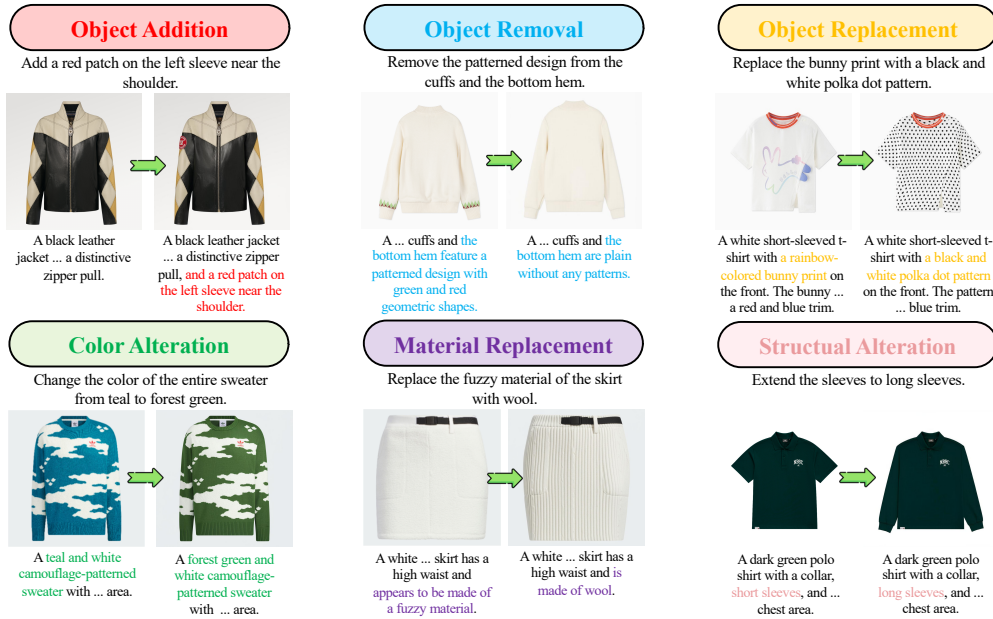 Object Addition
Add a red patch on the left sleeve near the
shoulder.
A black leather
jacket ... a distinctive
zipper pull.
A black leather jacket
... a distinctive zipper
pull, and a red patch on
the left sleeve near the
shoulder.
Object Removal
Remove the patterned design from the
cuffs and the bottom hem.
A ... cuffs and the
bottom hem feature a
patterned design with
green and red
geometric shapes.
A ... cuffs and the
bottom hem are plain
without any patterns.
Object Replacement
Replace the bunny print with a black and
white polka dot pattern.
A white short-sleeved t-
shirt with a rainbow-
colored bunny print on
the front. The bunny ...
a red and blue trim.
A white short-sleeved t-
shirt with a black and
white polka dot pattern
on the front. The pattern
... blue trim.
Color Alteration
Change the color of the entire sweater
from teal to forest green.
A teal and white
camouflage-patterned
sweater with ... area.
A forest green and
white camouflage-
patterned sweater
with ... area.
Material Replacement
Replace the fuzzy material of the skirt
with wool.
A white ... skirt has a
high waist and
appears to be made of
a fuzzy material.
A white ... skirt has a
high waist and is
made of wool.
Structual Alteration
Extend the sleeves to long sleeves.
A dark green polo
shirt with a collar,
short sleeves, and ...
chest area.
A dark green polo
shirt with a collar,
long sleeves, and ...
chest area.